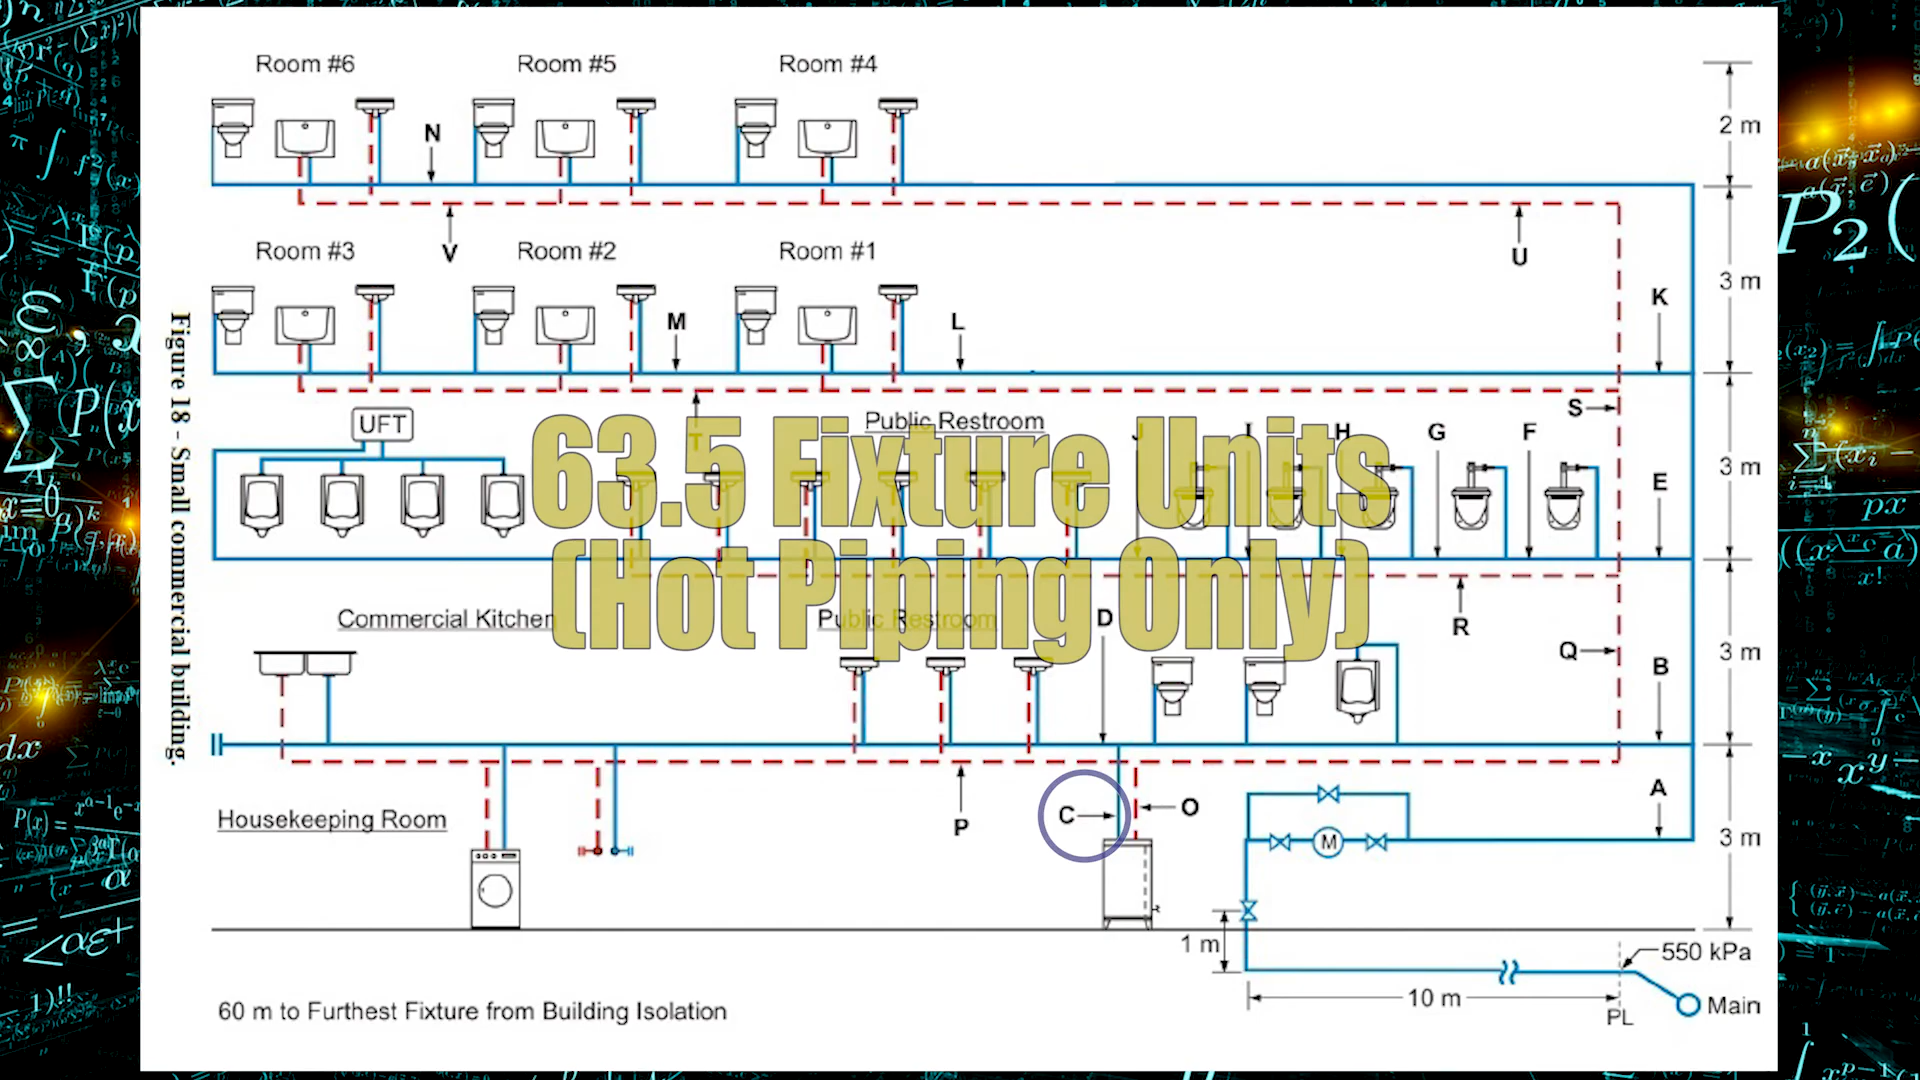 Room #6 Room #5 Room #4
2 m
N
V U
Room #3 Room #2 Room #1
3 m
K
M L
S
UFT
Public Restroom
T J I H G F
3 m
E
63.5 Fixture Units
(Hot Piping Only)
R
Commercial Kitchen Public Restroom D
Q B
3 m
A
Housekeeping Room
P C O
M
3 m
1 m
550 kPa
10 m
PL
Main
60 m to Furthest Fixture from Building Isolation
Figure 18 - Small commercial building.